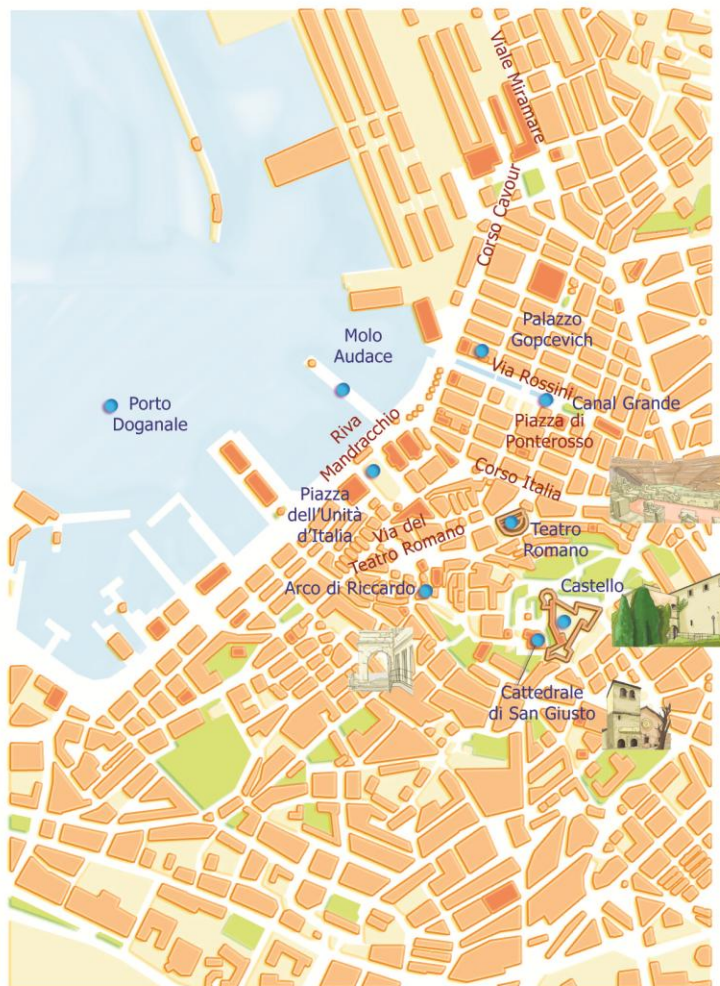 Viale Miramare
Corso Cavour
Palazzo
Gopcevich
Molo
Audace
Via Rossini
Porto
Doganale
Canal Grande
Riva
Mandracchio
Piazza di
Ponterosso
Corso Italia
Piazza
dell'Unità
d'Italia
Via del
Teatro Romano
Teatro
Romano
Arco di Riccardo
Castello
Cattedrale
di San Giusto